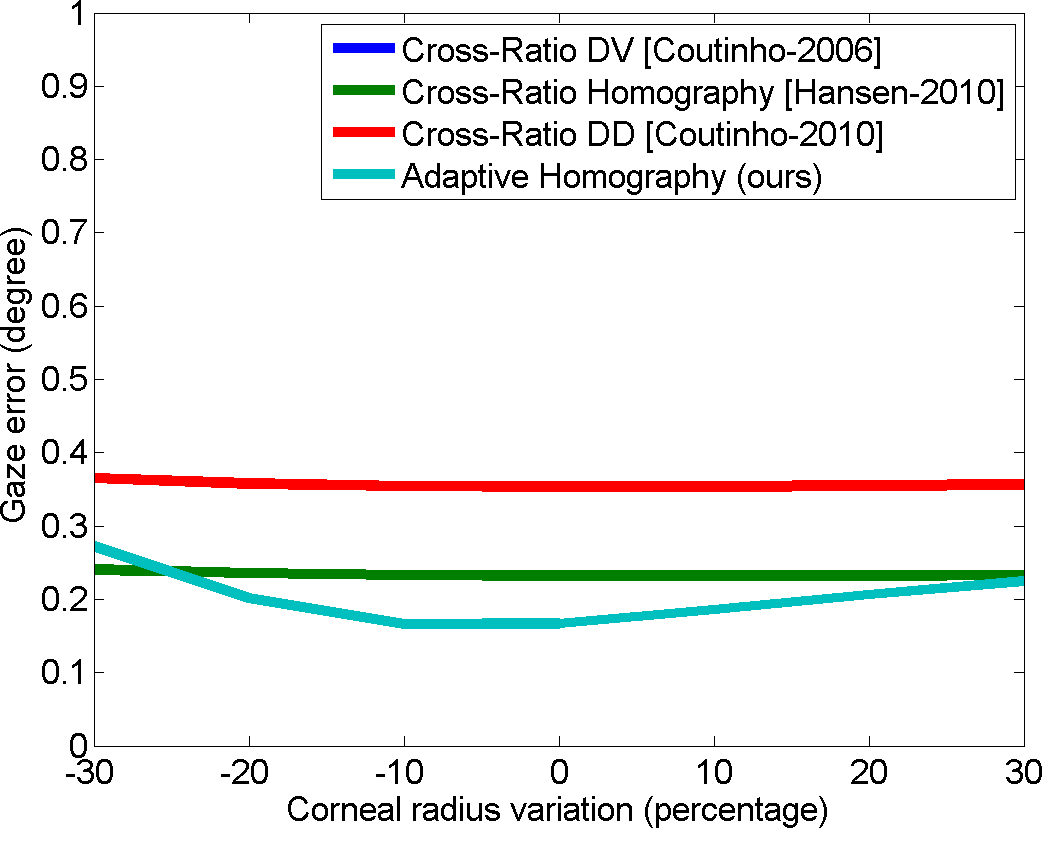 1
0.9
0.8
0.7
0.6
0.5
0.4
0.3
0.2
0.1
0
Gaze error (degree)
Cross-Ratio DV [Coutinho-2006]
Cross-Ratio Homography [Hansen-2010]
Cross-Ratio DD [Coutinho-2010]
Adaptive Homography (ours)
-30 -20 -10 0 10 20 30
Corneal radius variation (percentage)